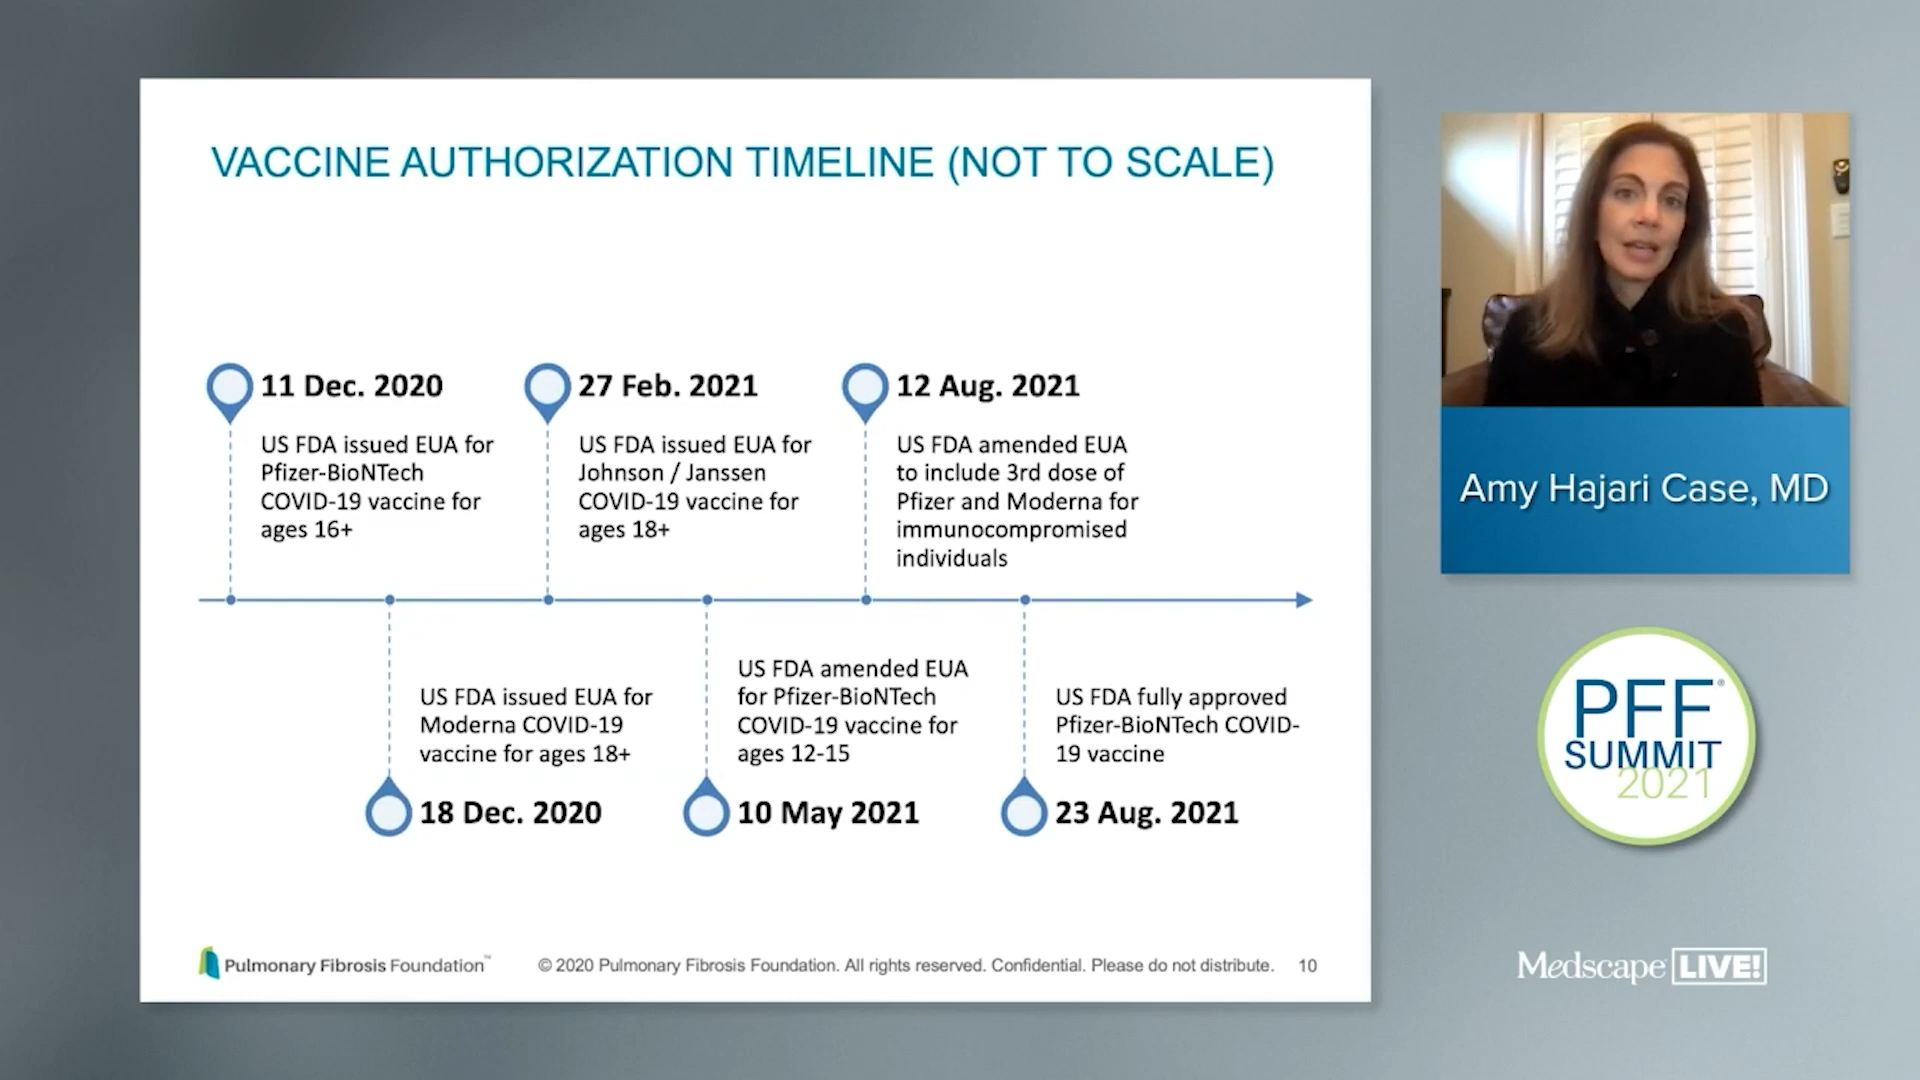 VACCINE AUTHORIZATION TIMELINE (NOT TO SCALE)
11 Dec. 2020
US FDA issued EUA for
Pfizer-BioNTech
COVID-19 vaccine for
ages 16+
27 Feb. 2021
US FDA issued EUA for
Johnson / Janssen
COVID-19 vaccine for
ages 18+
12 Aug. 2021
US FDA amended EUA
to include 3rd dose of
Pfizer and Moderna for
immunocompromised
individuals
US FDA issued EUA for
Moderna COVID-19
vaccine for ages 18+
18 Dec. 2020
US FDA amended EUA
for Pfizer-BioNTech
COVID-19 vaccine for
ages 12-15
10 May 2021
US FDA fully approved
Pfizer-BioNTech COVID-
19 vaccine
23 Aug. 2021
Pulmonary Fibrosis Foundation™
© 2020 Pulmonary Fibrosis Foundation. All rights reserved. Confidential. Please do not distribute. 10
Amy Hajari Case, MD
PFF®
SUMMIT
2021
Medscape LIVE!